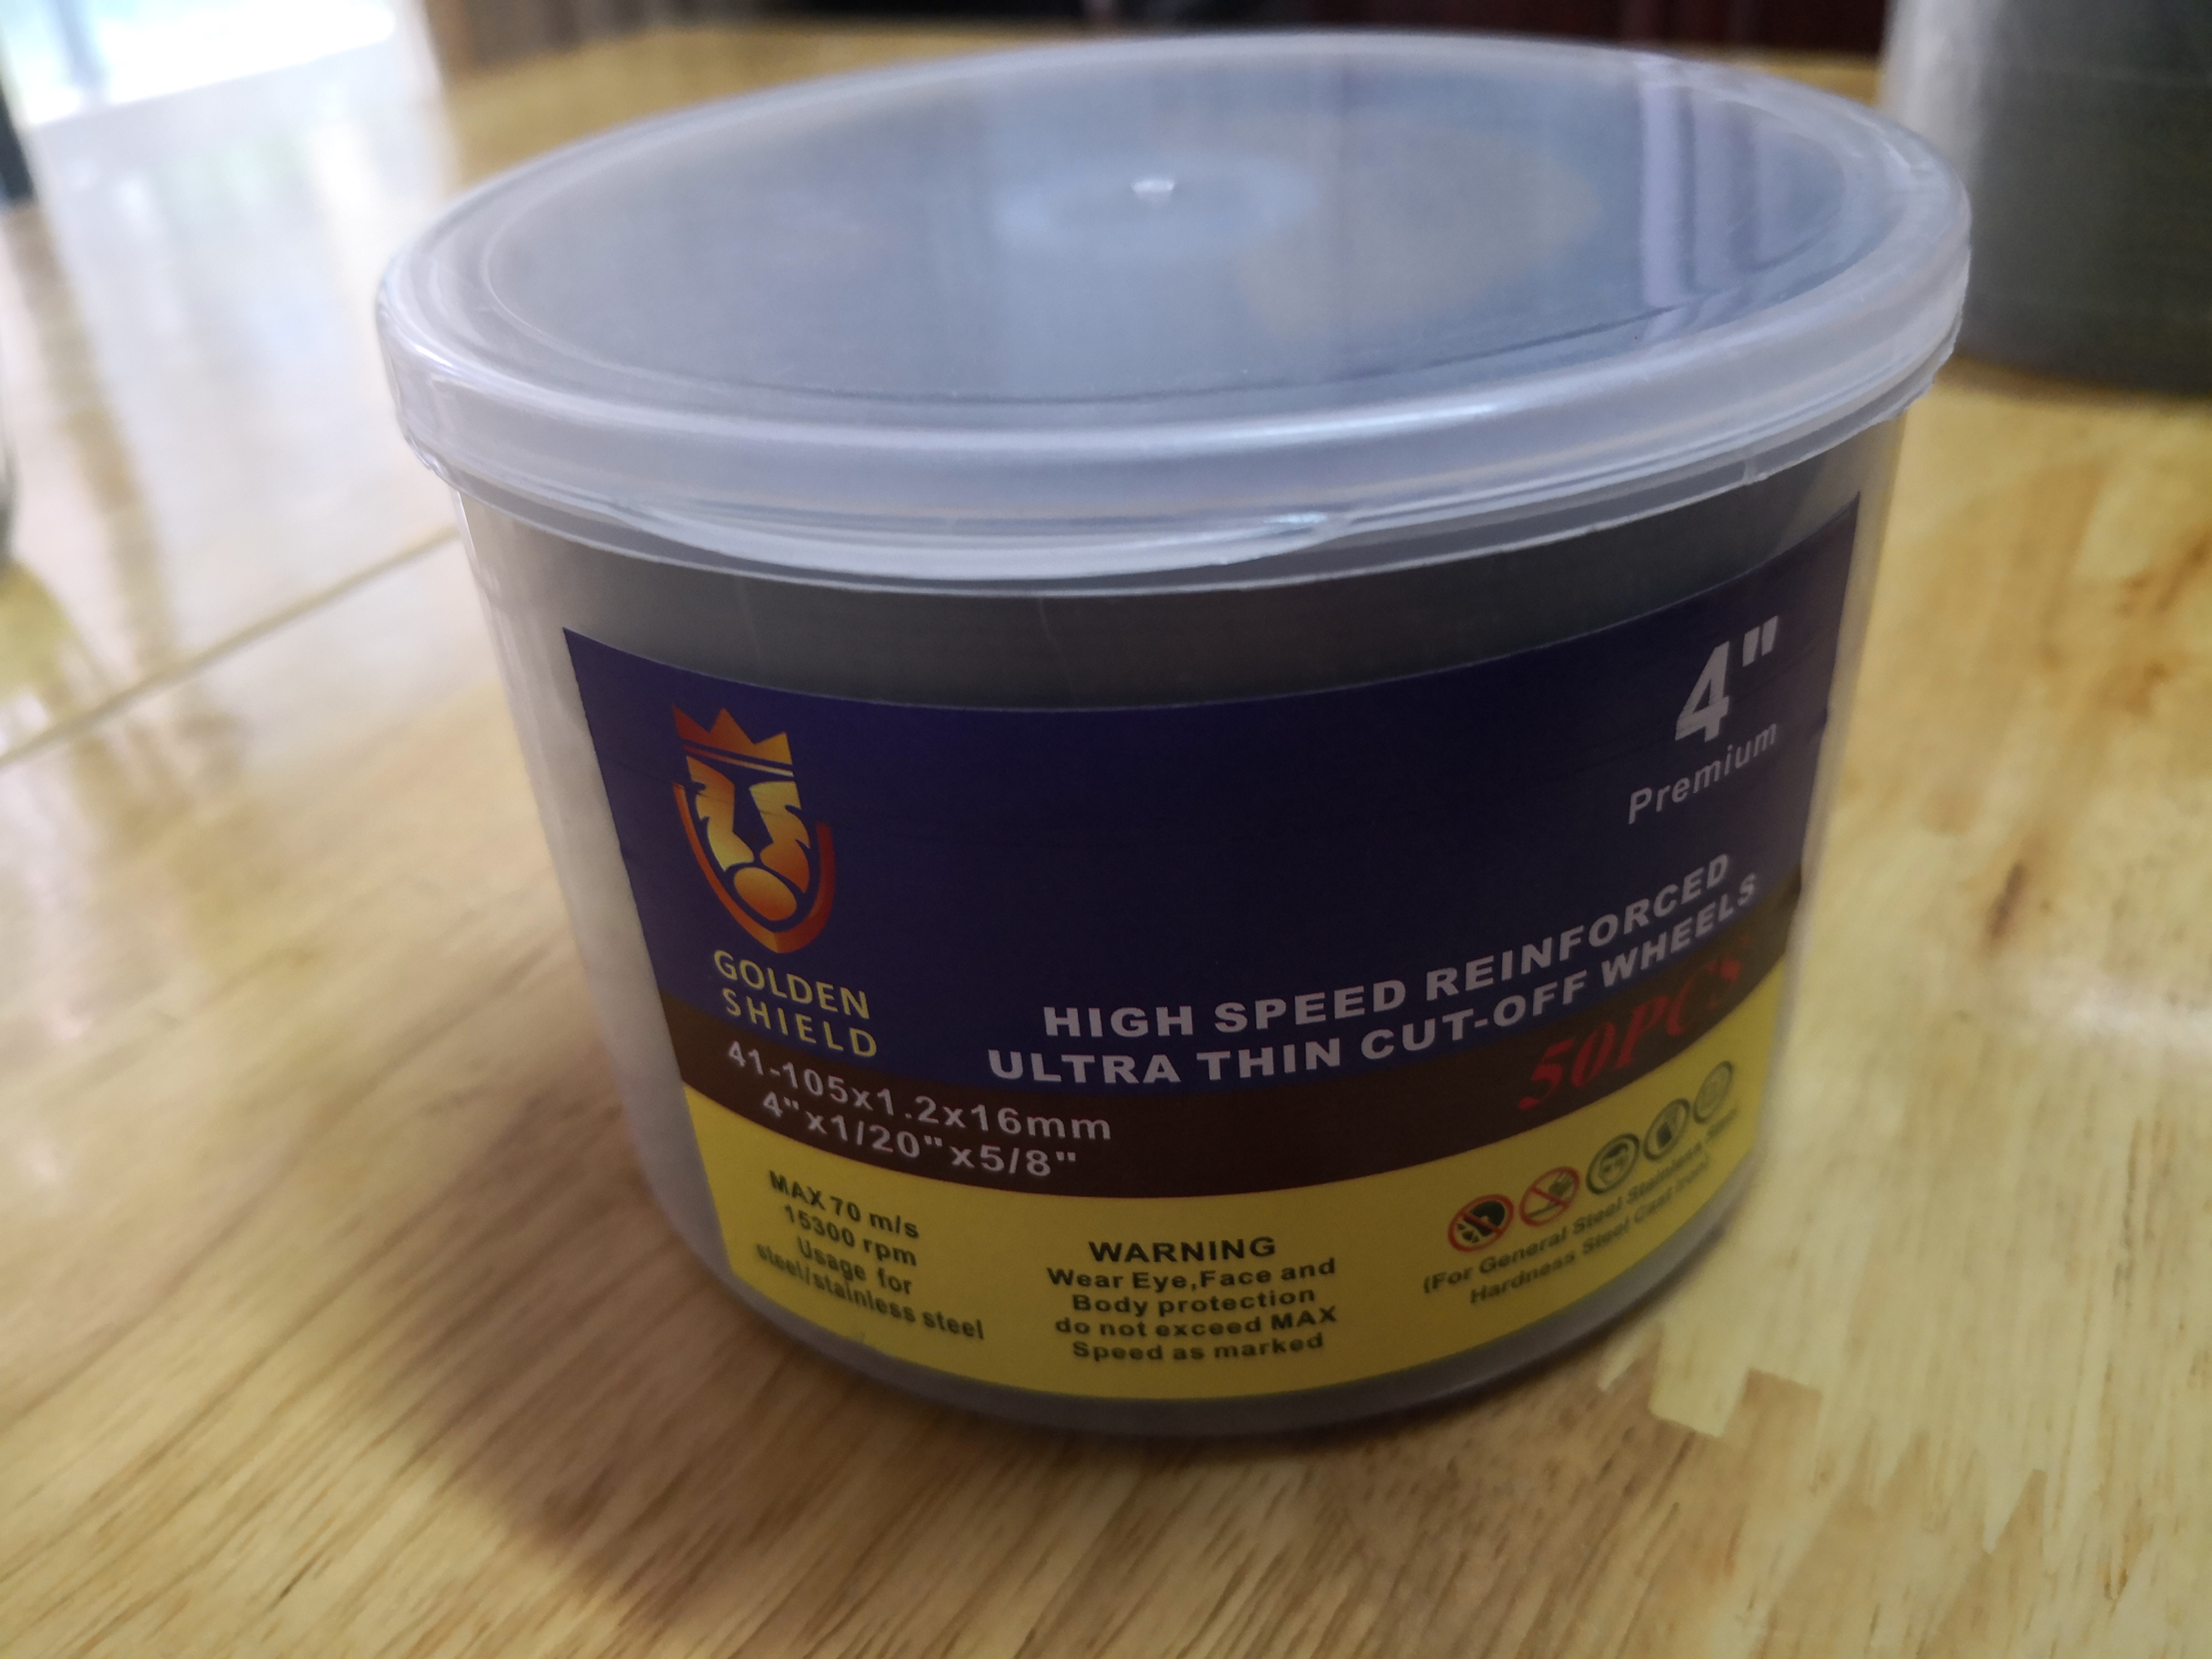 4"
Premium
GOLDEN
SHIELD
HIGH SPEED REINFORCED
ULTRA THIN CUT-OFF WHEELS
50PCS
41-105x1.2x16mm
4"x1/20"x5/8"
MAX 70 m/s
15300 rpm
Usage for
steel/stainless steel
WARNING
Wear Eye,Face and
Body protection
do not exceed MAX
Speed as marked
(For General Steel Stainless
Hardness Steel Cast Iron)